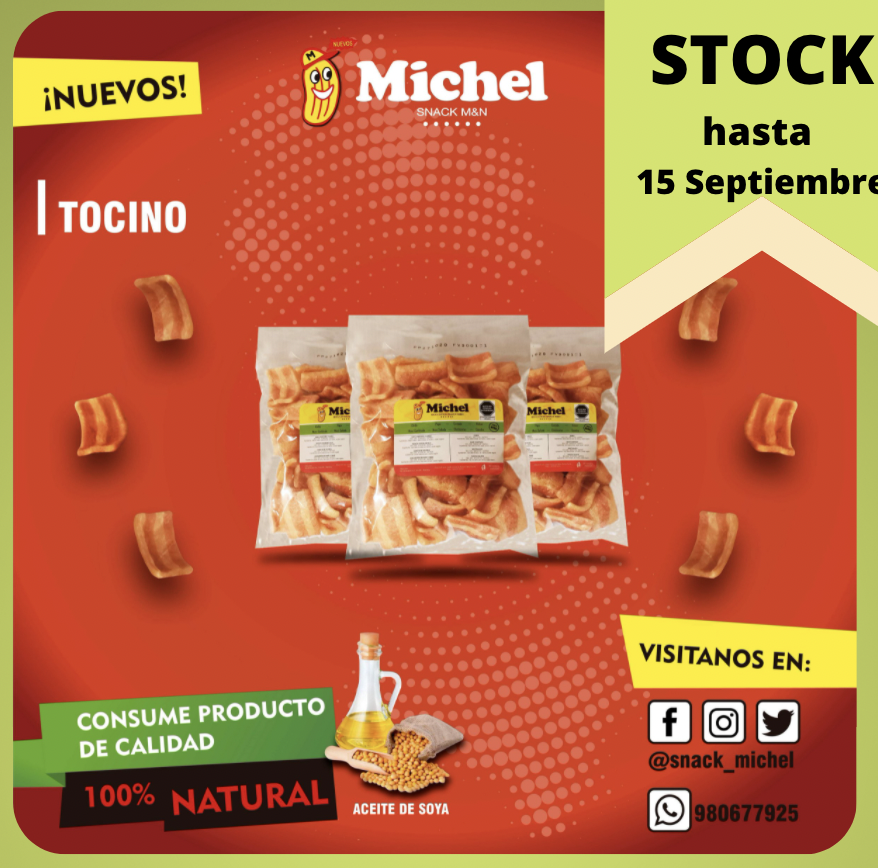 ¡NUEVOS!
NUEVOS
M
Michel
SNACK M&N
STOCK
hasta
15 Septiembre
TOCINO
Michel
Michel
Michel
VISITANOS EN:
@snack_michel
980677925
CONSUME PRODUCTO
DE CALIDAD
100% NATURAL
ACEITE DE SOYA